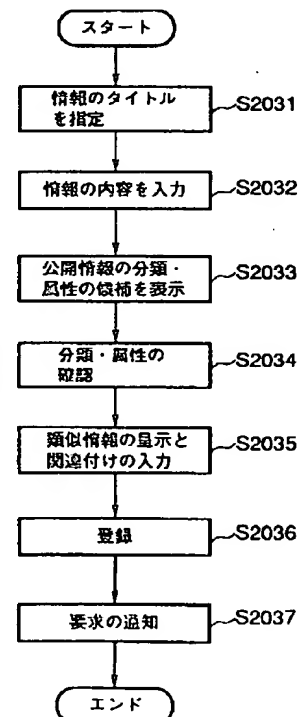 スタート
情報のタイトル
を指定
S2031
情報の内容を入力
S2032
公開情報の分類・
属性の候補を表示
S2033
分類・属性の
確認
S2034
類似情報の呈示と
関連付けの入力
S2035
登録
S2036
要求の通知
S2037
エンド